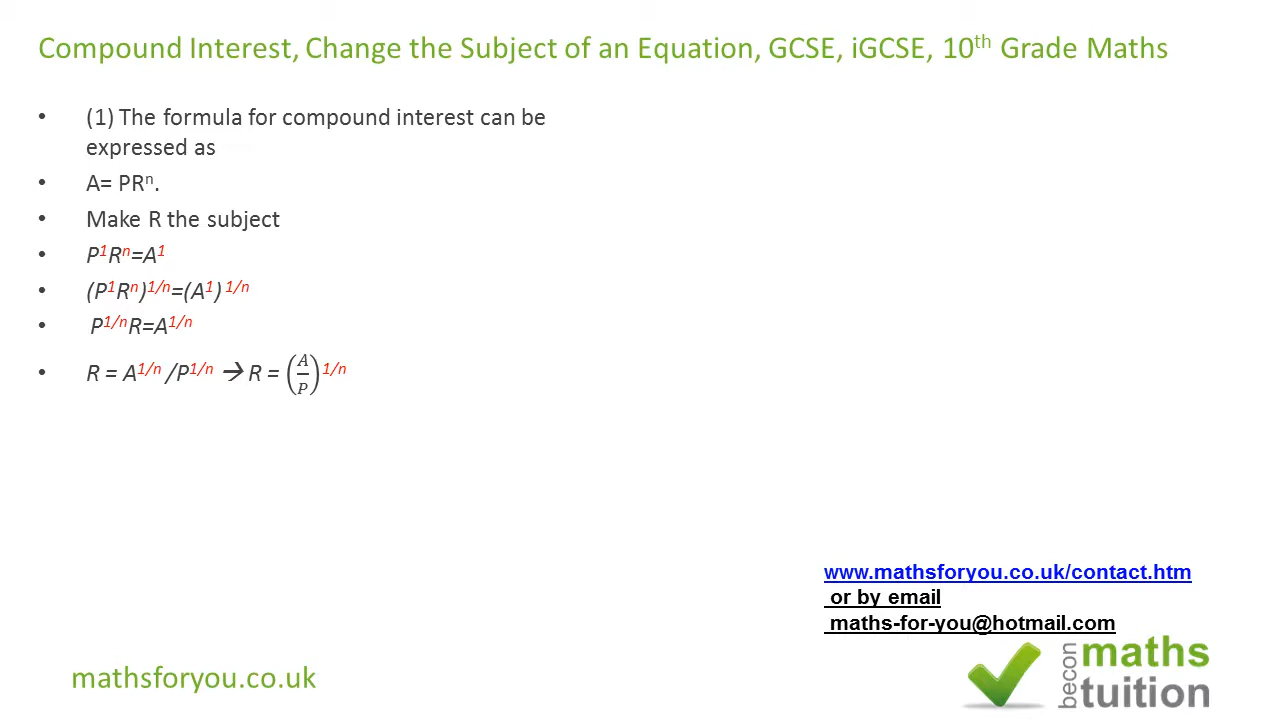 Compound Interest, Change the Subject of an Equation, GCSE, iGCSE, 10th Grade Maths
• (1) The formula for compound interest can be
expressed as
• A= PRⁿ.
• Make R the subject
• P¹Rⁿ=A¹
• (P¹Rⁿ)^1/n=(A¹)^1/n
• P^1/nR=A^1/n
• R = A^1/n /P^1/n → R = (A/P)^1/n
www.mathsforyou.co.uk/contact.htm
or by email
maths-for-you@hotmail.com
mathsforyou.co.uk
becon maths
tuition